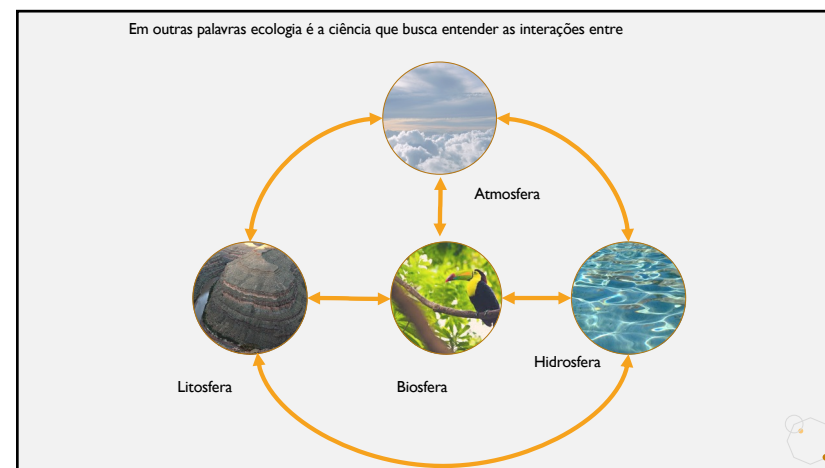 Em outras palavras ecologia é a ciência que busca entender as interações entre
Atmosfera
Hidrosfera
Litosfera
Biosfera